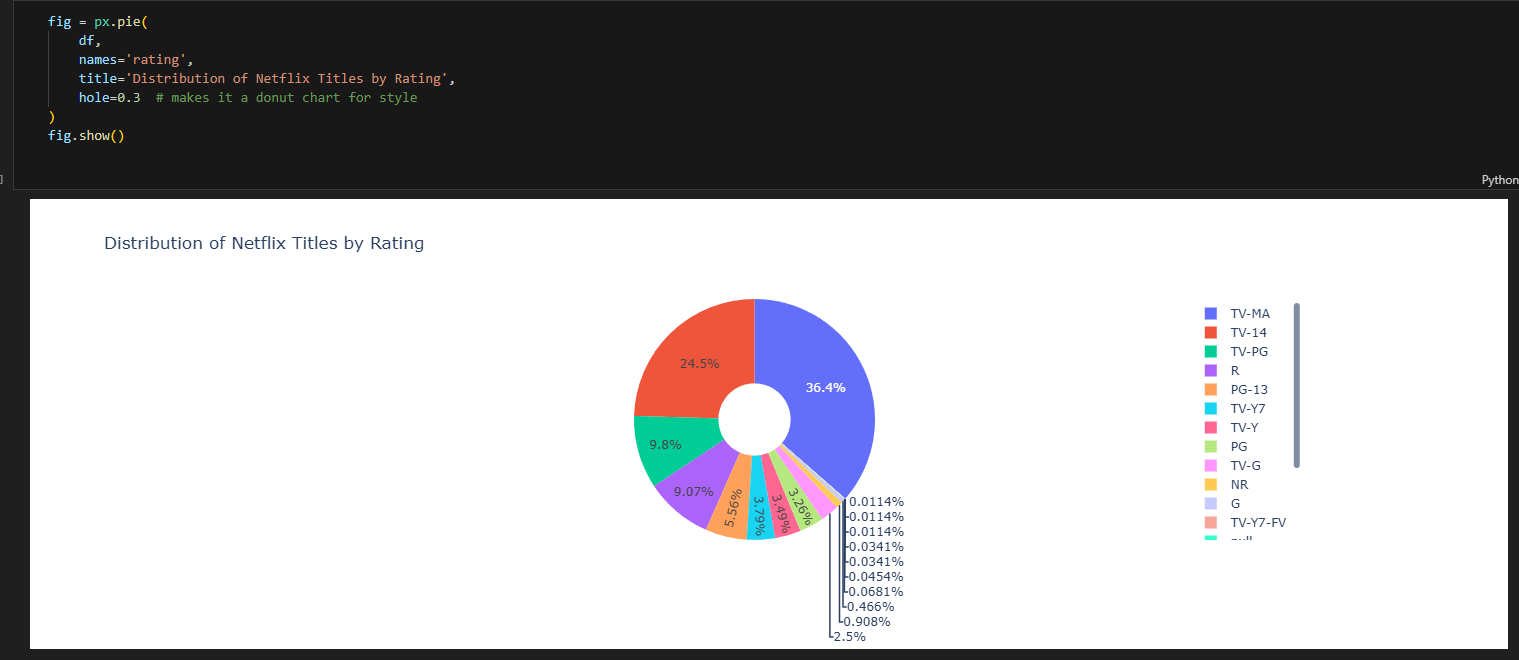 fig = px.pie(
    df,
    names='rating',
    title='Distribution of Netflix Titles by Rating',
    hole=0.3  # makes it a donut chart for style
)
fig.show()
]
Python
Distribution of Netflix Titles by Rating
36.4%
24.5%
9.8%
9.07%
5.56%
3.79%
3.49%
3.26%
0.0114%
0.0114%
0.0114%
0.0341%
0.0341%
0.0454%
0.0681%
0.466%
0.908%
2.5%
TV-MA
TV-14
TV-PG
R
PG-13
TV-Y7
TV-Y
PG
TV-G
NR
G
TV-Y7-FV